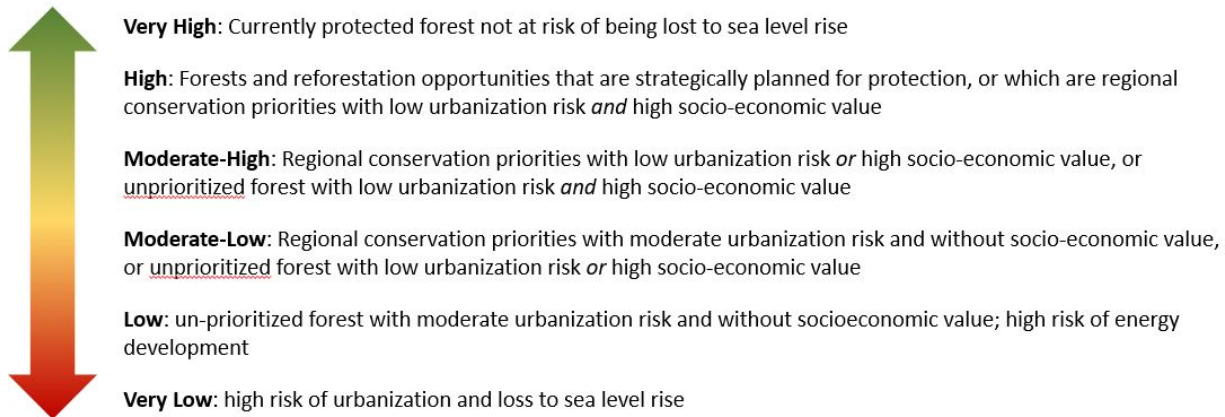 Very High: Currently protected forest not at risk of being lost to sea level rise
High: Forests and reforestation opportunities that are strategically planned for protection, or which are regional
conservation priorities with low urbanization risk and high socio-economic value
Moderate-High: Regional conservation priorities with low urbanization risk or high socio-economic value, or
unprioritized forest with low urbanization risk and high socio-economic value
Moderate-Low: Regional conservation priorities with moderate urbanization risk and without socio-economic value,
or unprioritized forest with low urbanization risk or high socio-economic value
Low: un-prioritized forest with moderate urbanization risk and without socioeconomic value; high risk of energy
development
Very Low: high risk of urbanization and loss to sea level rise